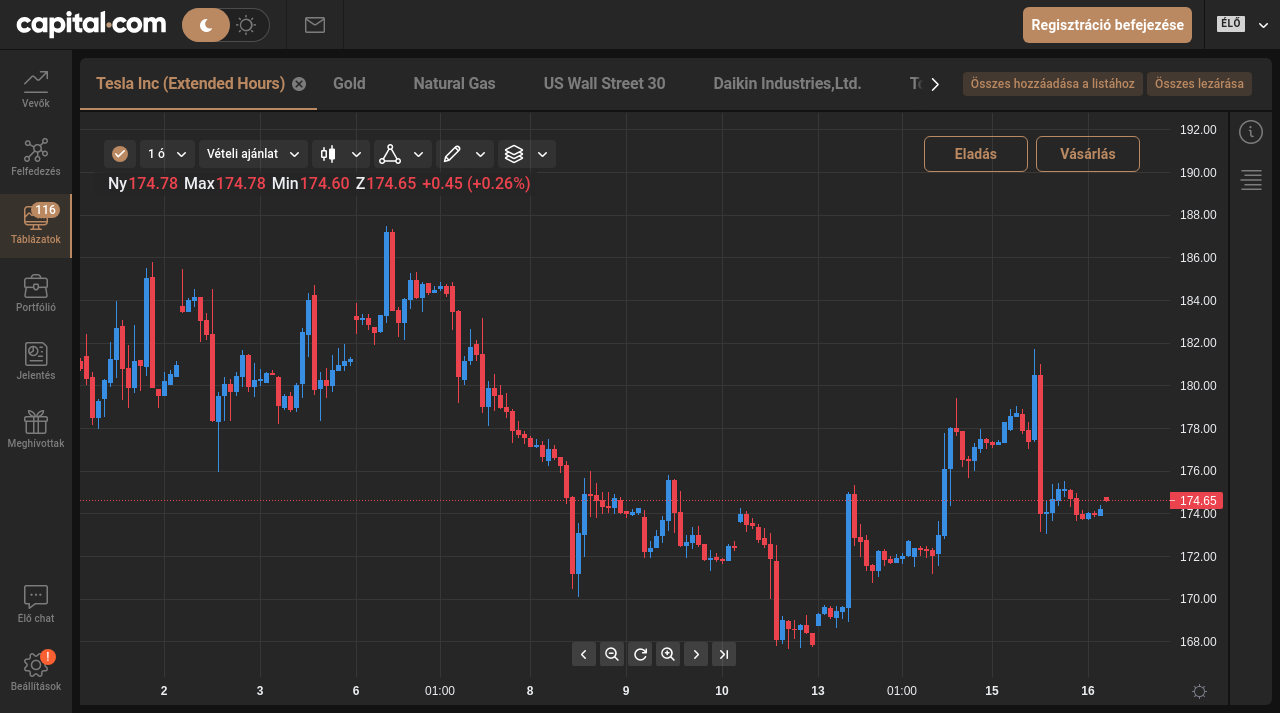 capital.com
Regisztráció befejezése
ÉLŐ
Vevők
Felfedezés
116
Táblázatok
Portfólió
Jelentés
Meghívottak
Elő chat
!
Beállítások
Tesla Inc (Extended Hours)
Gold
Natural Gas
US Wall Street 30
Daikin Industries,Ltd.
Összes hozzáadása a listához
Összes lezárása
1 ó
Vételi ajánlat
Eladás
Vásárlás
Ny174.78 Max174.78 Min174.60 Z174.65 +0.45 (+0.26%)
192.00
190.00
188.00
186.00
184.00
182.00
180.00
178.00
176.00
174.65
174.00
172.00
170.00
168.00
2 3 6 01:00 8 9 10 13 01:00 15 16